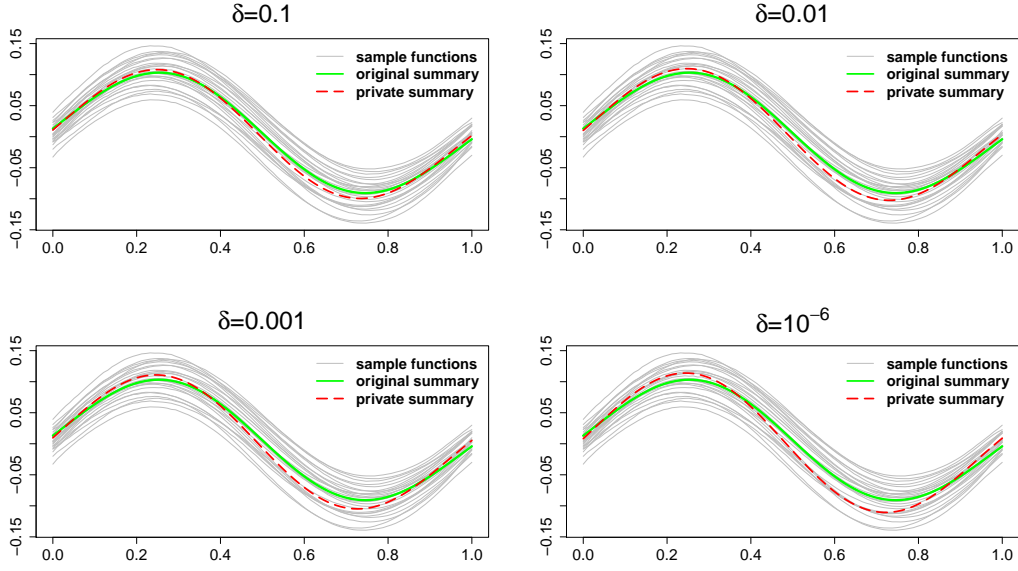 δ=0.1
0.15
0.05
−0.05
−0.15
sample functions
original summary
private summary
0.0 0.2 0.4 0.6 0.8 1.0
δ=0.01
0.15
0.05
−0.05
−0.15
sample functions
original summary
private summary
0.0 0.2 0.4 0.6 0.8 1.0
δ=0.001
0.15
0.05
−0.05
−0.15
sample functions
original summary
private summary
0.0 0.2 0.4 0.6 0.8 1.0
δ=10⁻⁶
0.15
0.05
−0.05
−0.15
sample functions
original summary
private summary
0.0 0.2 0.4 0.6 0.8 1.0